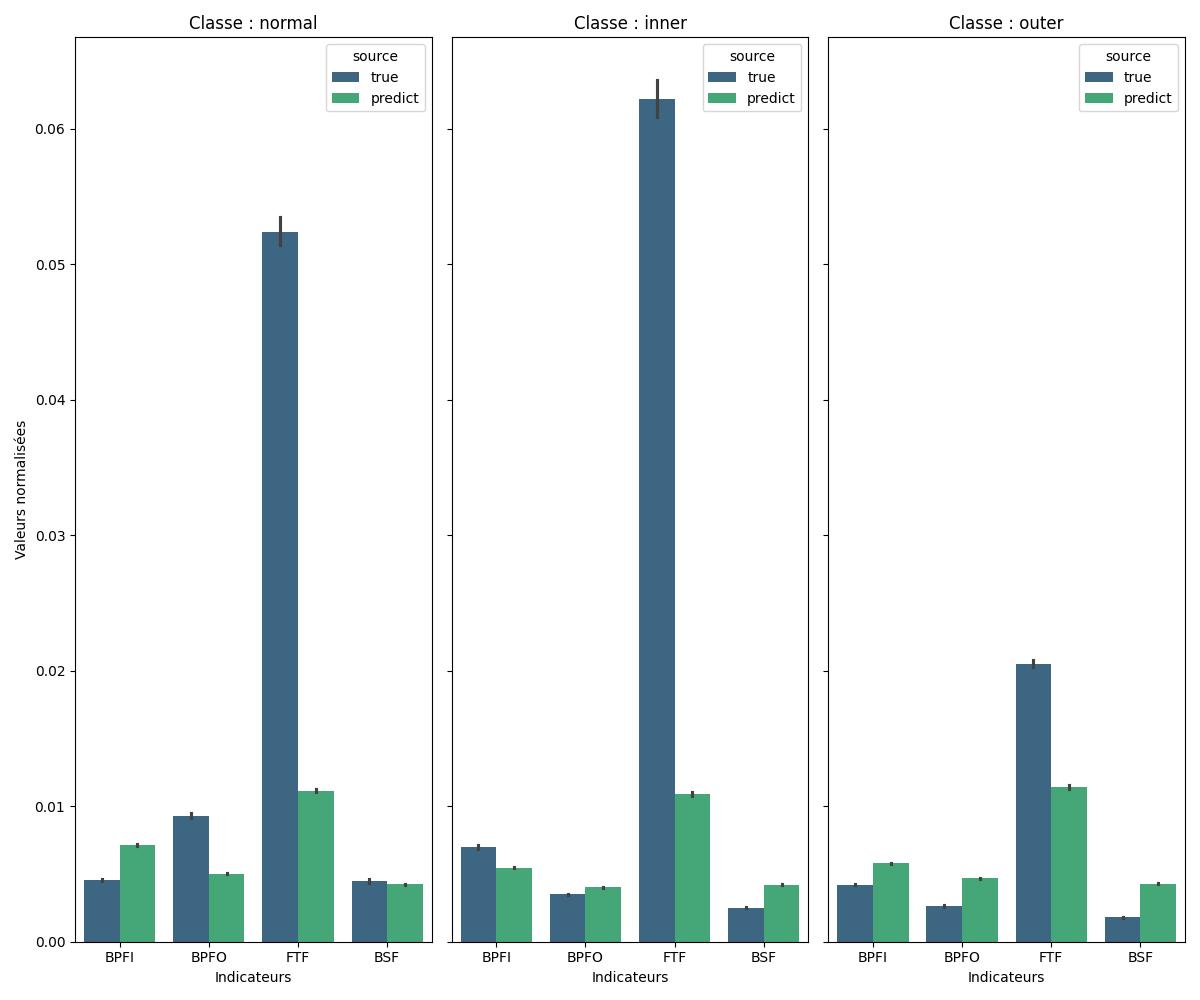 Classe : normal
Classe : inner
Classe : outer
source
true
predict
source
true
predict
source
true
predict
0.06
0.05
0.04
0.03
0.02
0.01
0.00
Valeurs normalisées
BPFI BPFO FTF BSF
BPFI BPFO FTF BSF
BPFI BPFO FTF BSF
Indicateurs
Indicateurs
Indicateurs